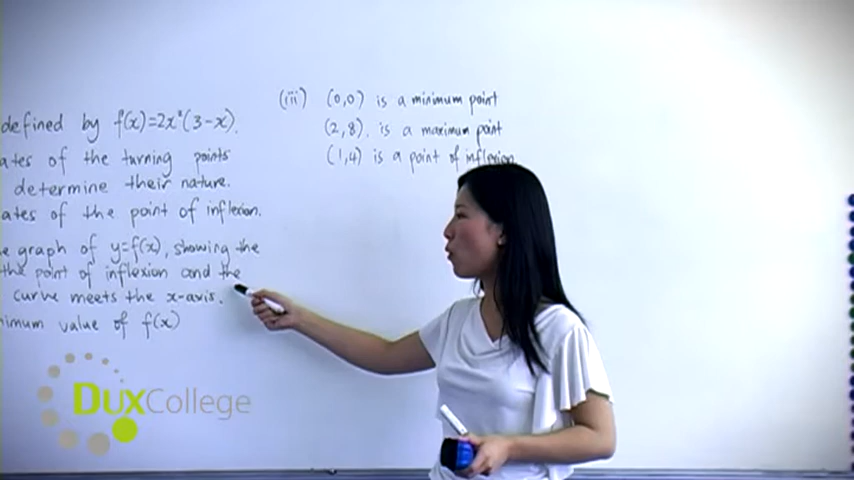 defined by f(x)=2x²(3-x).
ates of the turning points
determine their nature.
ates of the point of inflexion.
e graph of y=f(x), showing the
the point of inflexion and the
curve meets the x-axis.
nimum value of f(x)
(iii) (0,0) is a minimum point
(2,8). is a maximum point
(1,4) is a point of inflexion
DuxCollege